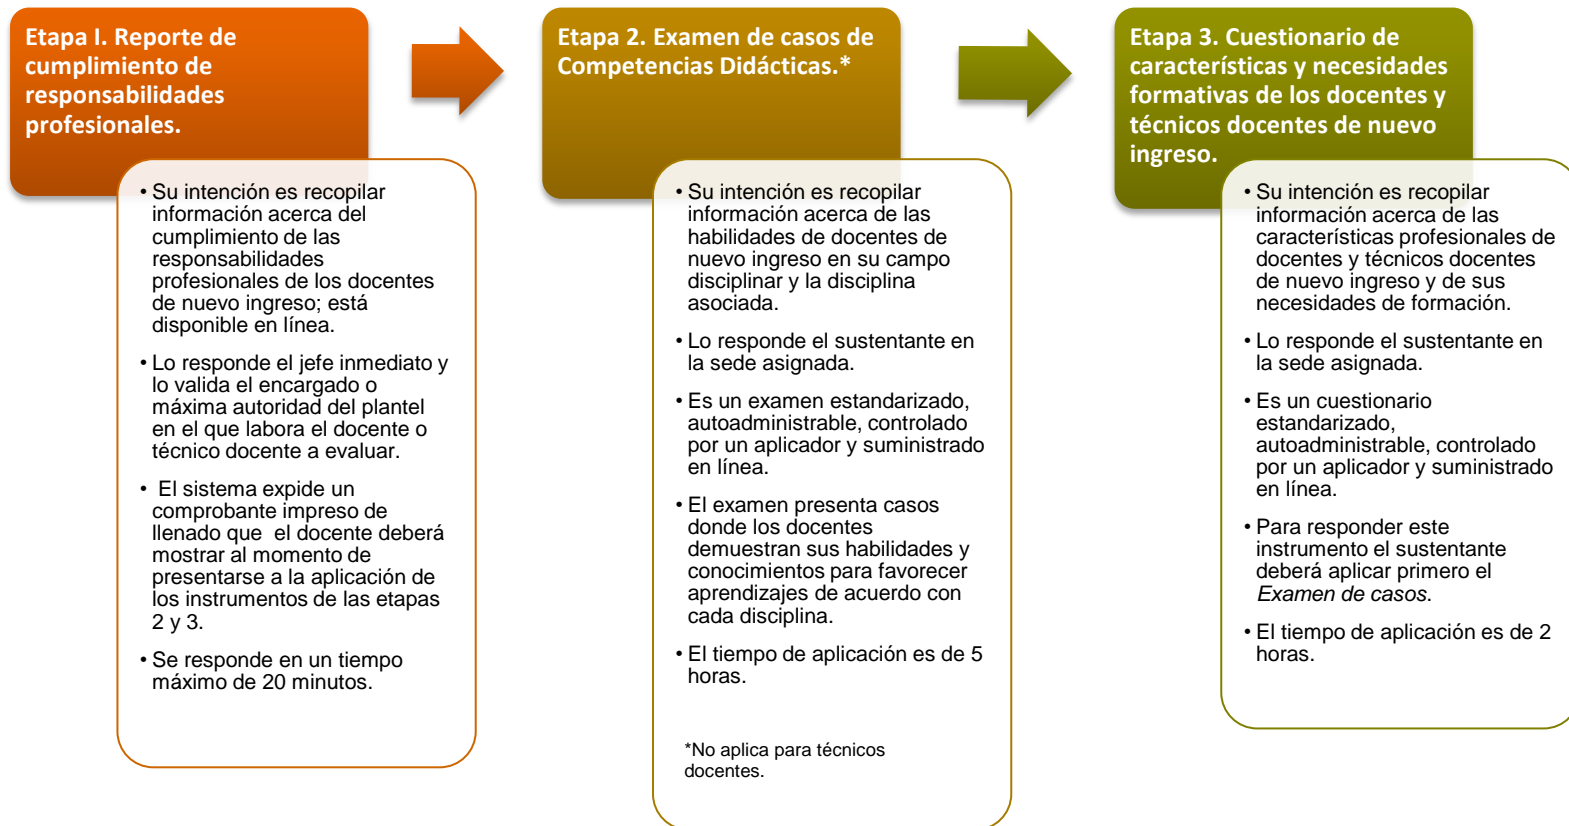 Etapa I. Reporte de
cumplimiento de
responsabilidades
profesionales.
• Su intención es recopilar
información acerca del
cumplimiento de las
responsabilidades
profesionales de los docentes
de nuevo ingreso; está
disponible en línea.
• Lo responde el jefe inmediato y
lo valida el encargado o
máxima autoridad del plantel
en el que labora el docente o
técnico docente a evaluar.
• El sistema expide un
comprobante impreso de
llenado que el docente deberá
mostrar al momento de
presentarse a la aplicación de
los instrumentos de las etapas
2 y 3.
• Se responde en un tiempo
máximo de 20 minutos.
Etapa 2. Examen de casos de
Competencias Didácticas.*
• Su intención es recopilar
información acerca de las
habilidades de docentes de
nuevo ingreso en su campo
disciplinar y la disciplina
asociada.
• Lo responde el sustentante en
la sede asignada.
• Es un examen estandarizado,
autoadministrable, controlado
por un aplicador y suministrado
en línea.
• El examen presenta casos
donde los docentes
demuestran sus habilidades y
conocimientos para favorecer
aprendizajes de acuerdo con
cada disciplina.
• El tiempo de aplicación es de 5
horas.
*No aplica para técnicos
docentes.
Etapa 3. Cuestionario de
características y necesidades
formativas de los docentes y
técnicos docentes de nuevo
ingreso.
• Su intención es recopilar
información acerca de las
características profesionales de
docentes y técnicos docentes
de nuevo ingreso y de sus
necesidades de formación.
• Lo responde el sustentante en
la sede asignada.
• Es un cuestionario
estandarizado,
autoadministrable, controlado
por un aplicador y suministrado
en línea.
• Para responder este
instrumento el sustentante
deberá aplicar primero el
Examen de casos.
• El tiempo de aplicación es de 2
horas.